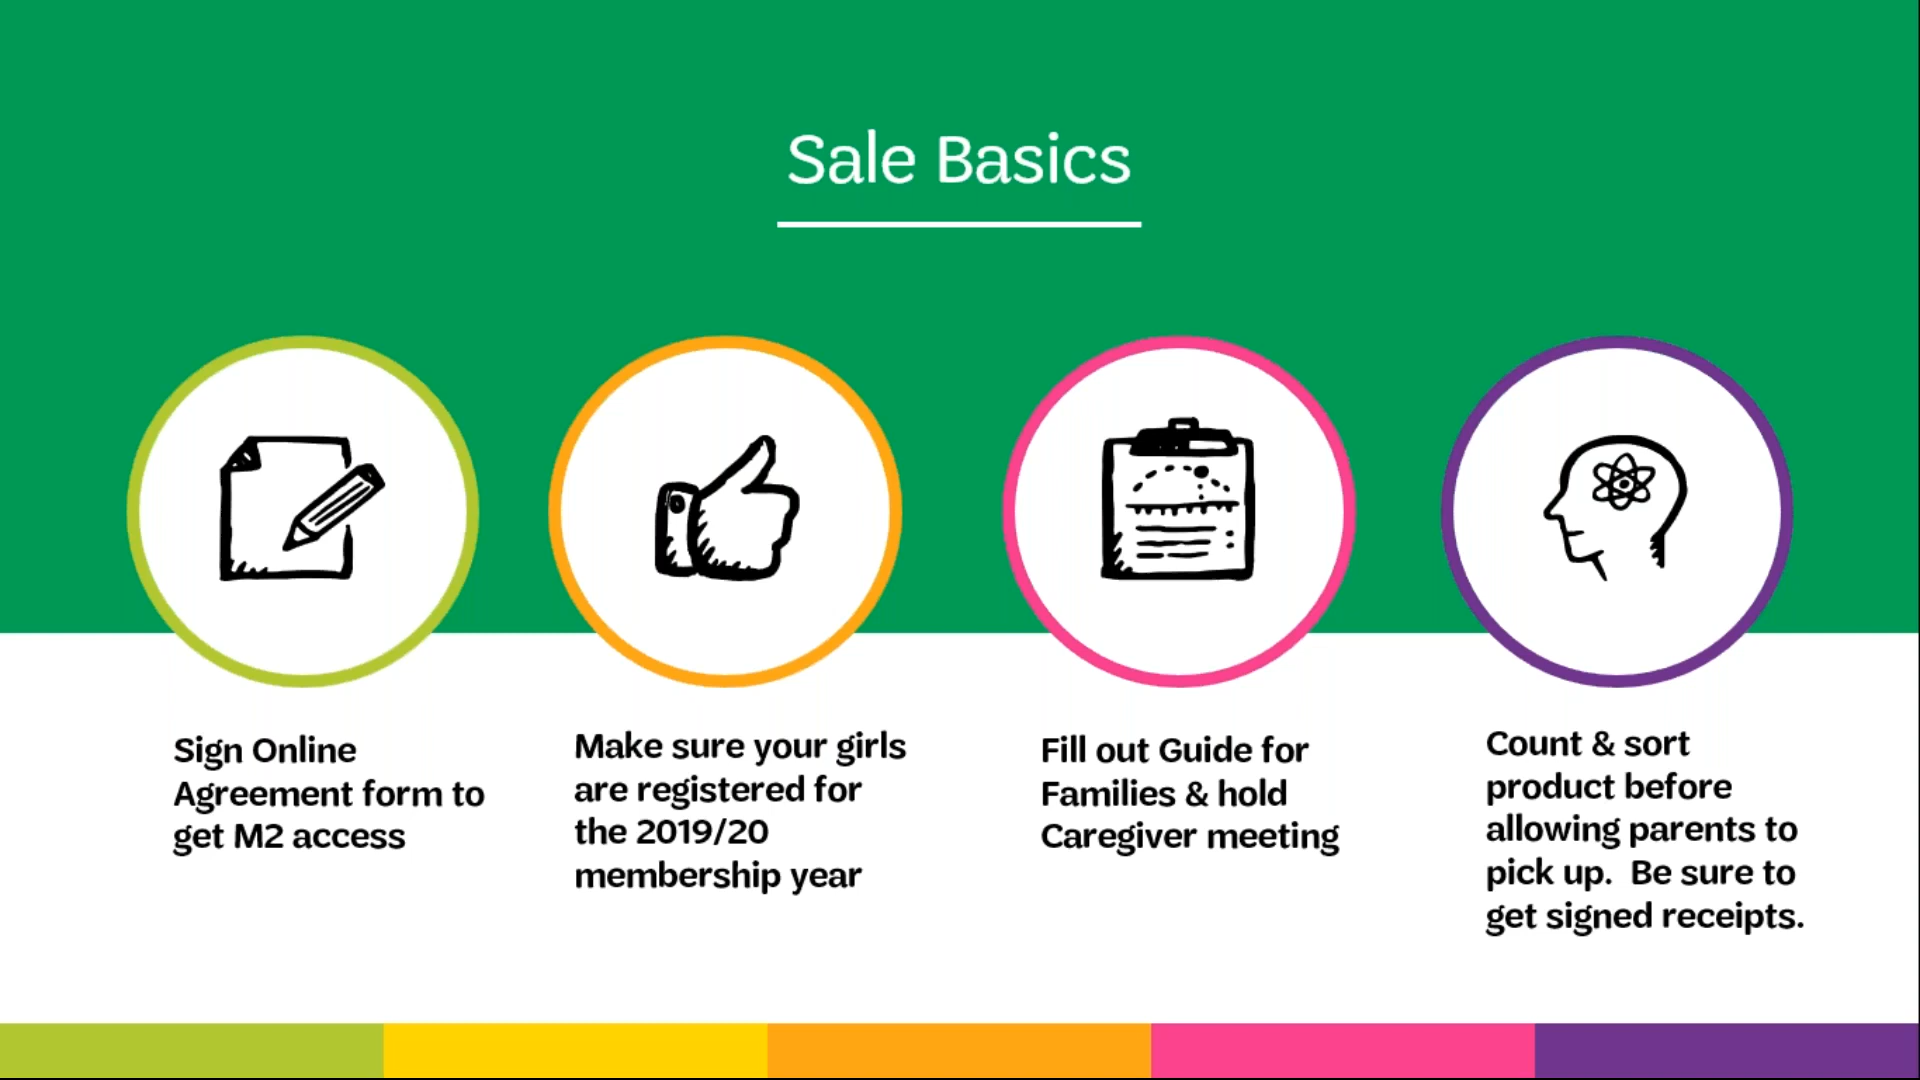 Sale Basics
Sign Online
Agreement form to
get M2 access
Make sure your girls
are registered for
the 2019/20
membership year
Fill out Guide for
Families & hold
Caregiver meeting
Count & sort
product before
allowing parents to
pick up.  Be sure to
get signed receipts.